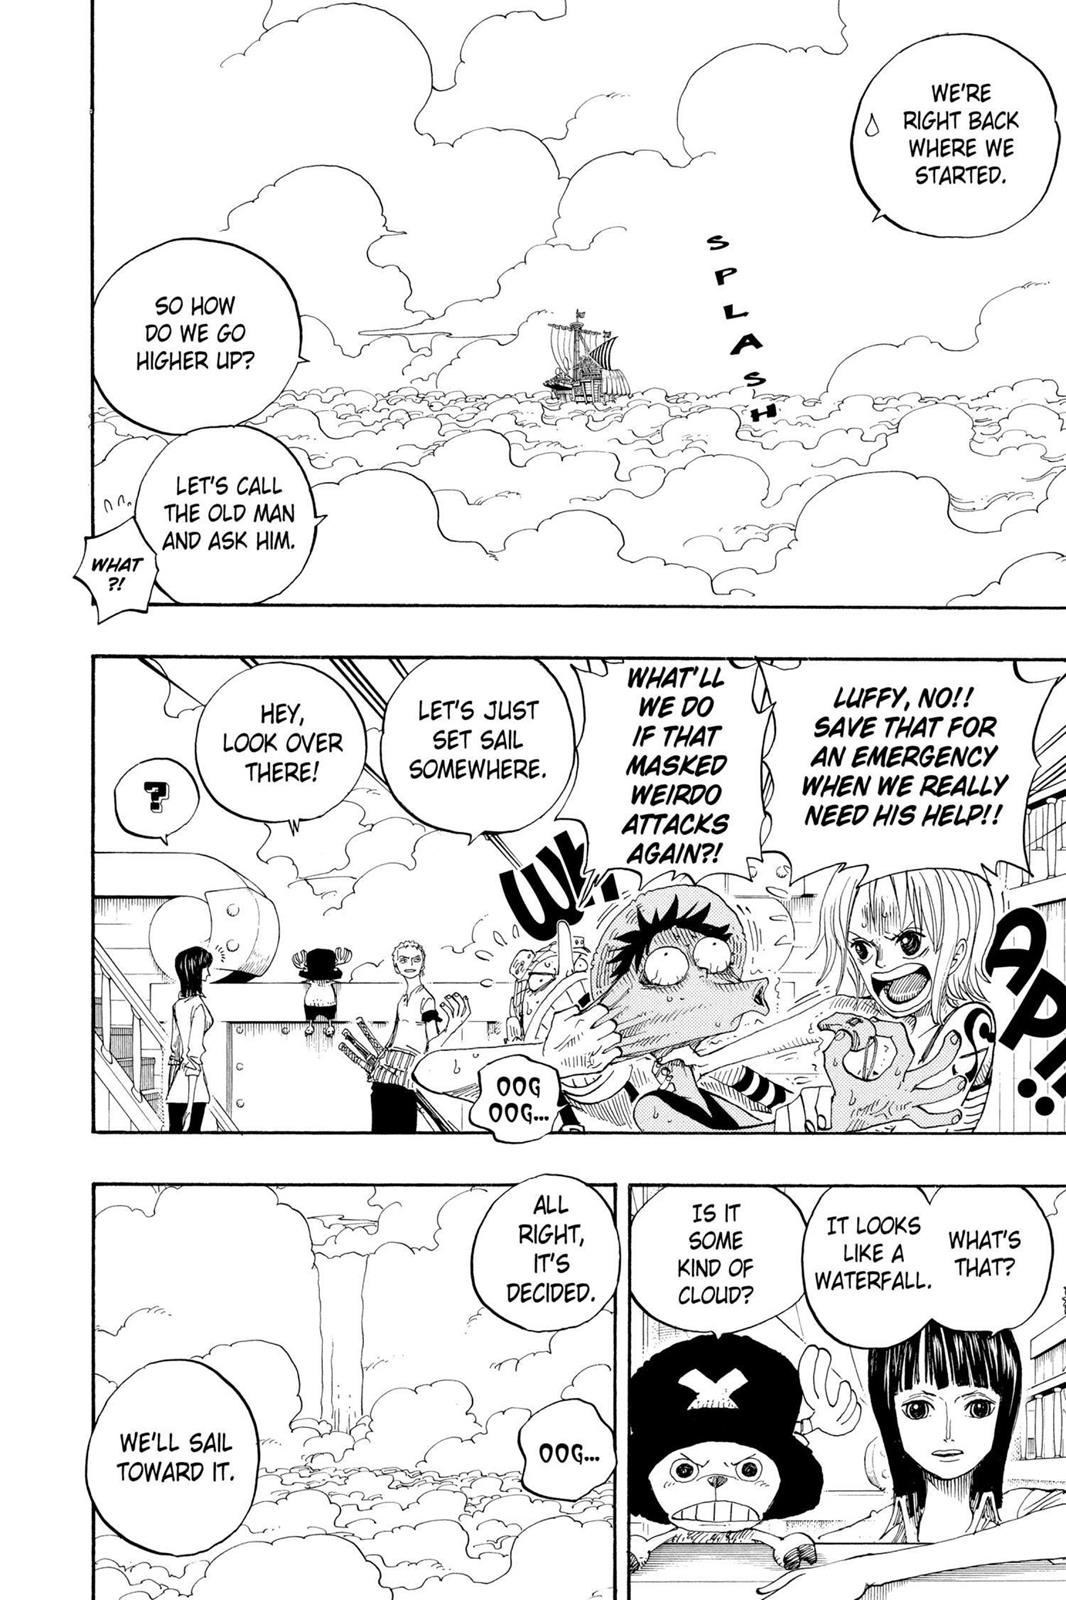 WE'RE
RIGHT BACK
WHERE WE
STARTED.
SPLASH
SO HOW
DO WE GO
HIGHER UP?
LET'S CALL
THE OLD MAN
AND ASK HIM.
WHAT
?!
LUFFY, NO!!
SAVE THAT FOR
AN EMERGENCY
WHEN WE REALLY
NEED HIS HELP!!
WHAT'LL
WE DO
IF THAT
MASKED
WEIRDO
ATTACKS
AGAIN?!
LET'S JUST
SET SAIL
SOMEWHERE.
HEY,
LOOK OVER
THERE!
?
OOG
OOG...
WHAT'S
THAT?
IT LOOKS
LIKE A
WATERFALL.
IS IT
SOME
KIND OF
CLOUD?
ALL
RIGHT,
IT'S
DECIDED.
OOG...
WE'LL SAIL
TOWARD IT.